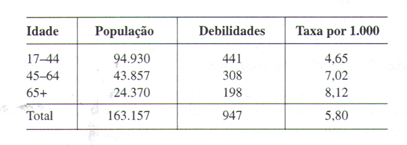 Idade População Debilidades Taxa por 1.000
17–44 94.930 441 4,65
45–64 43.857 308 7,02
65+ 24.370 198 8,12
Total 163.157 947 5,80